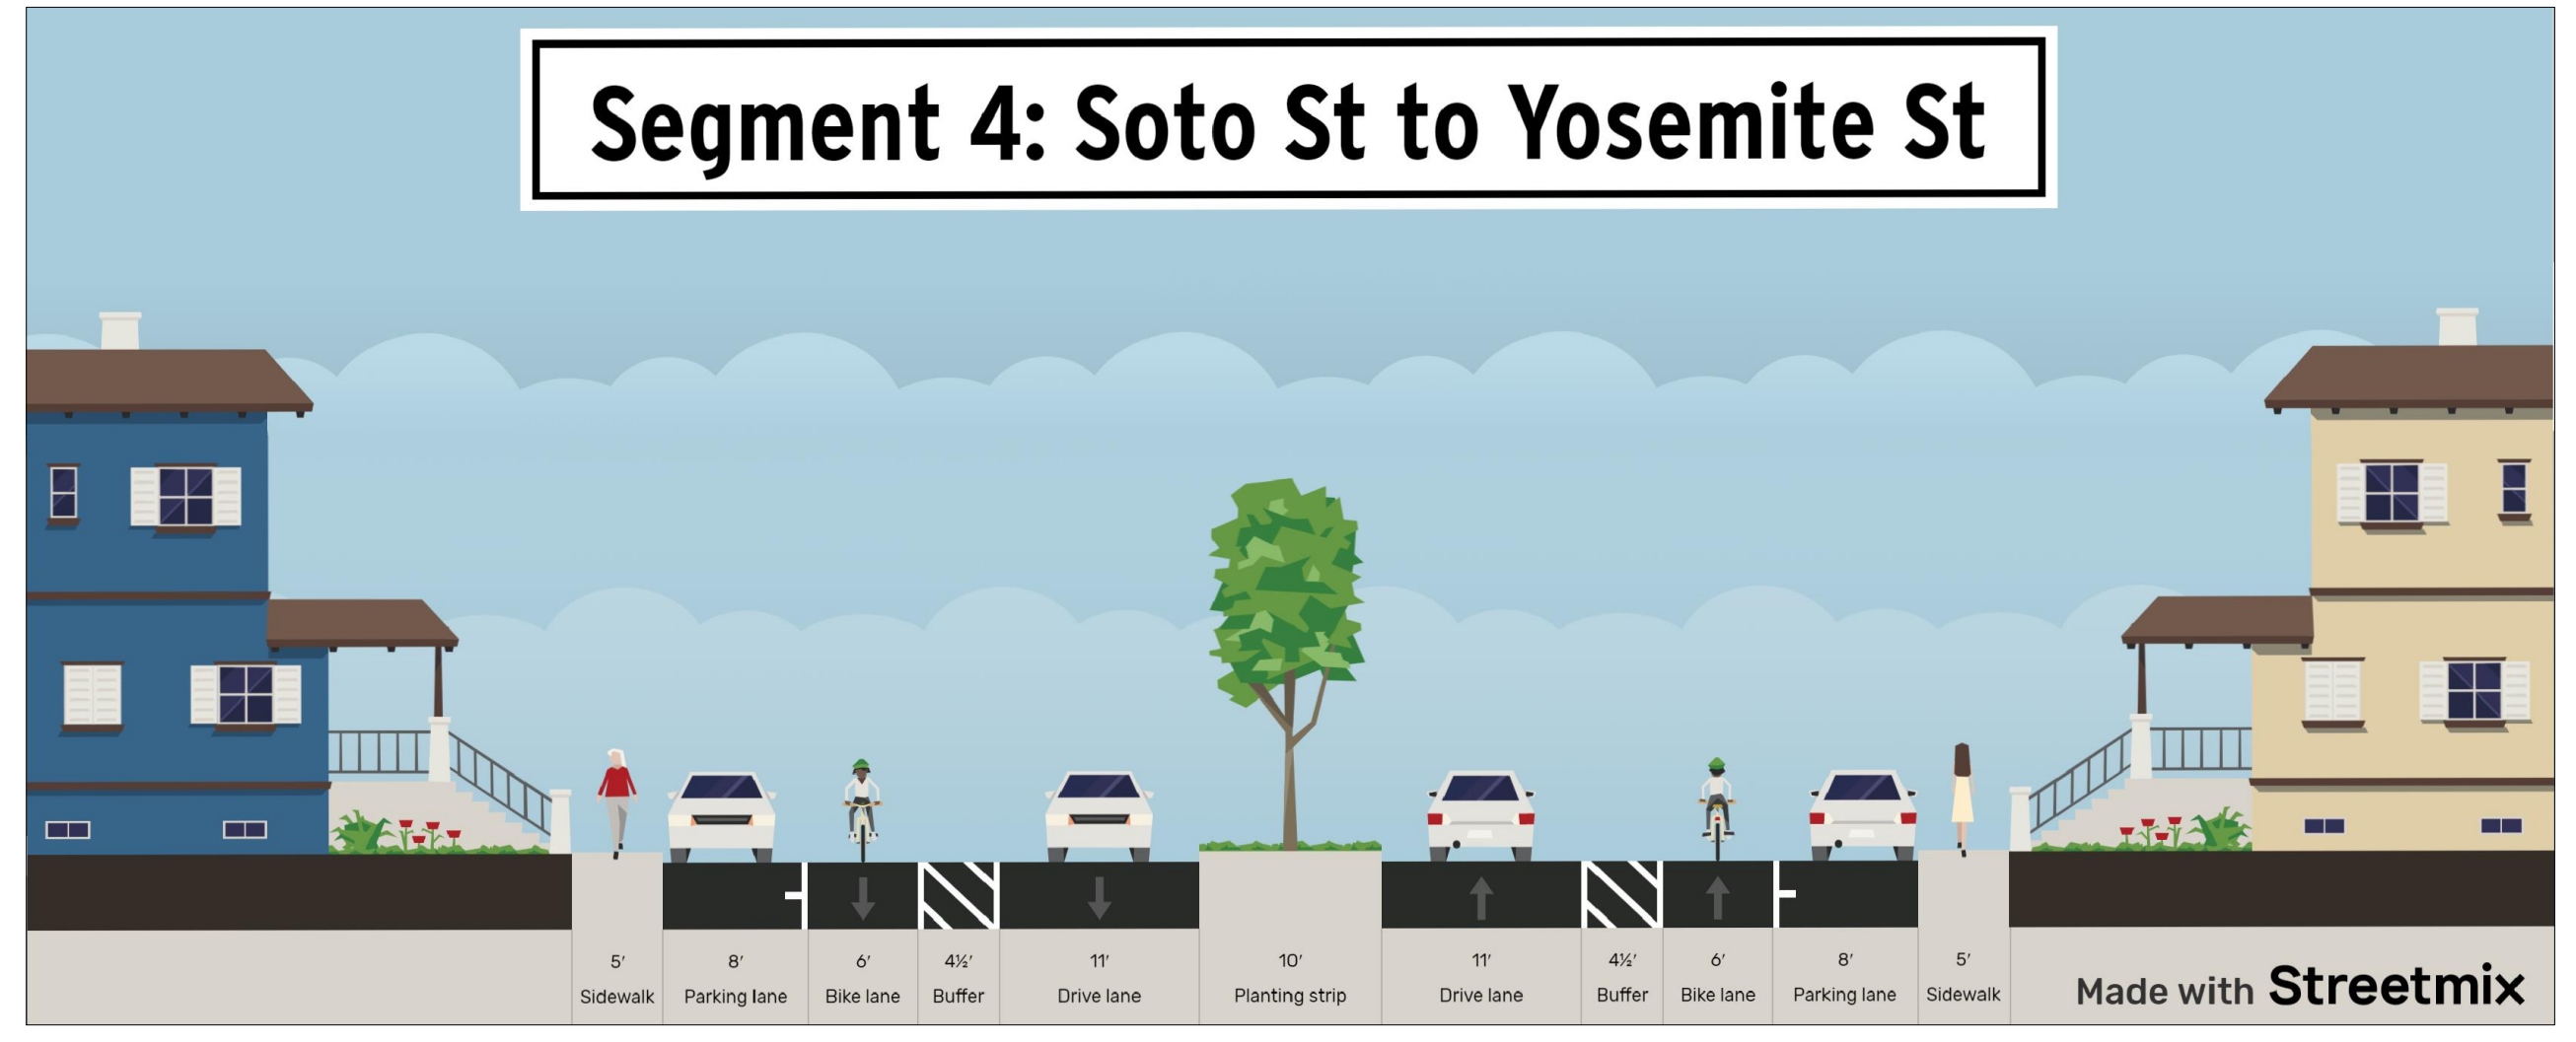 Segment 4: Soto St to Yosemite St
5′ 8′ 6′ 4½′ 11′ 10′ 11′ 4½′ 6′ 8′ 5′
Sidewalk Parking lane Bike lane Buffer Drive lane Planting strip Drive lane Buffer Bike lane Parking lane Sidewalk
Made with Streetmix